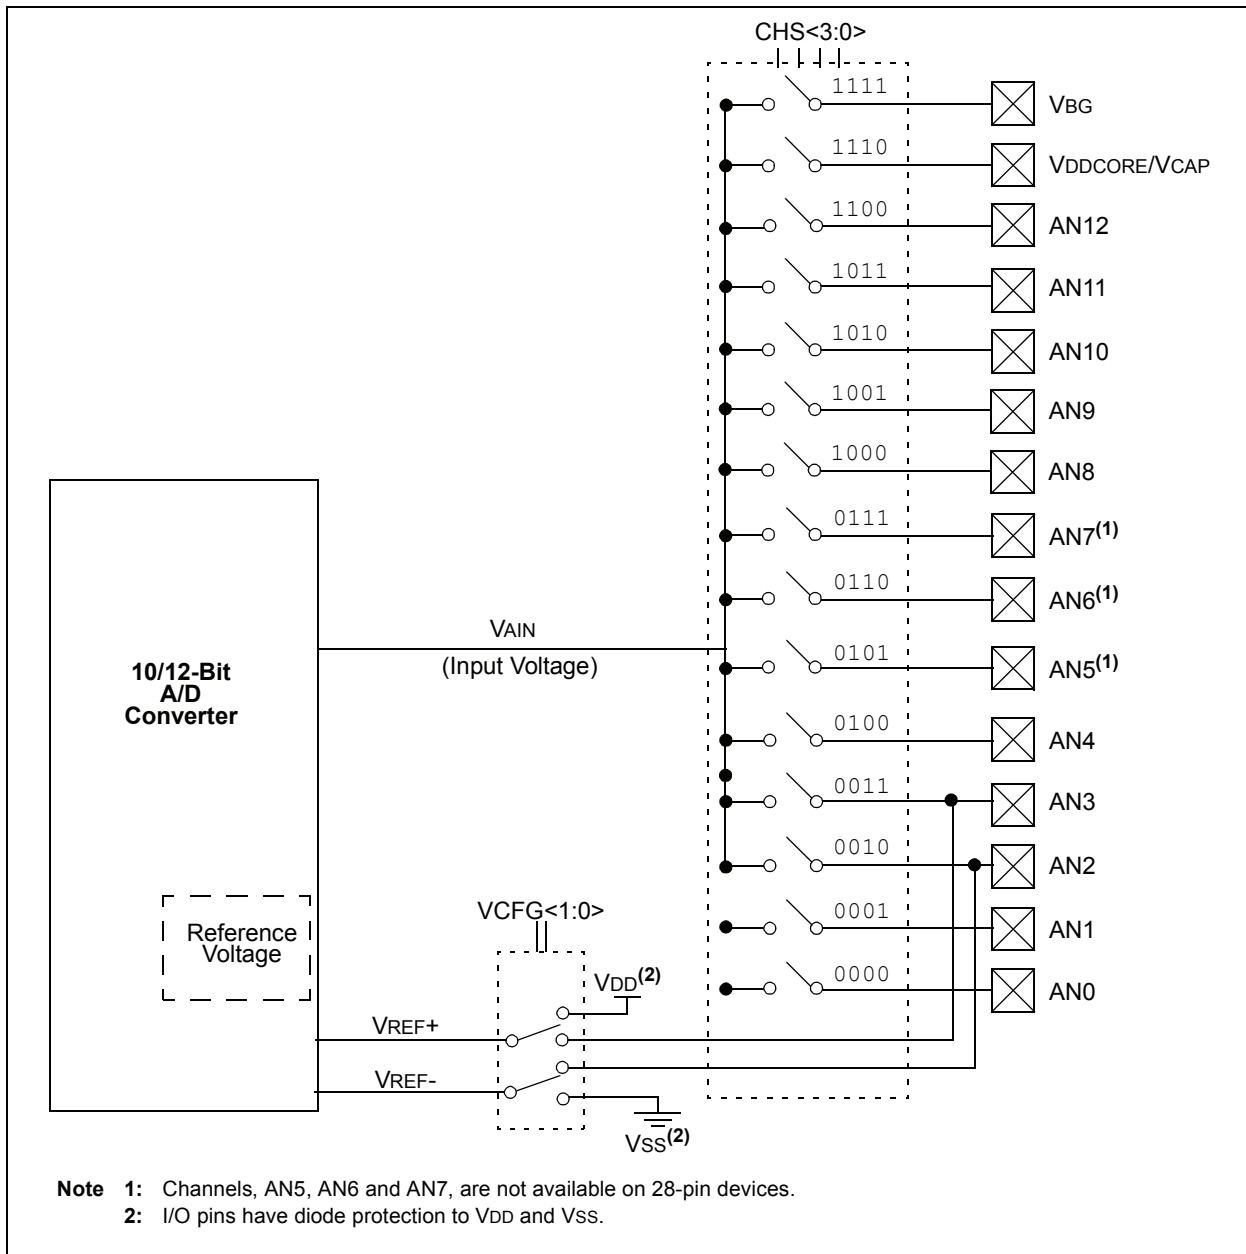 CHS<3:0>
1111
VBG
1110
VDDCORE/VCAP
1100
AN12
1011
AN11
1010
AN10
1001
AN9
1000
AN8
0111
AN7(1)
0110
AN6(1)
VAIN
(Input Voltage)
0101
AN5(1)
10/12-Bit
A/D
Converter
0100
AN4
0011
AN3
0010
AN2
VCFG<1:0>
0001
AN1
Reference
Voltage
VDD(2)
0000
AN0
VREF+
VREF-
VSS(2)
Note 1: Channels, AN5, AN6 and AN7, are not available on 28-pin devices.
2: I/O pins have diode protection to VDD and VSS.